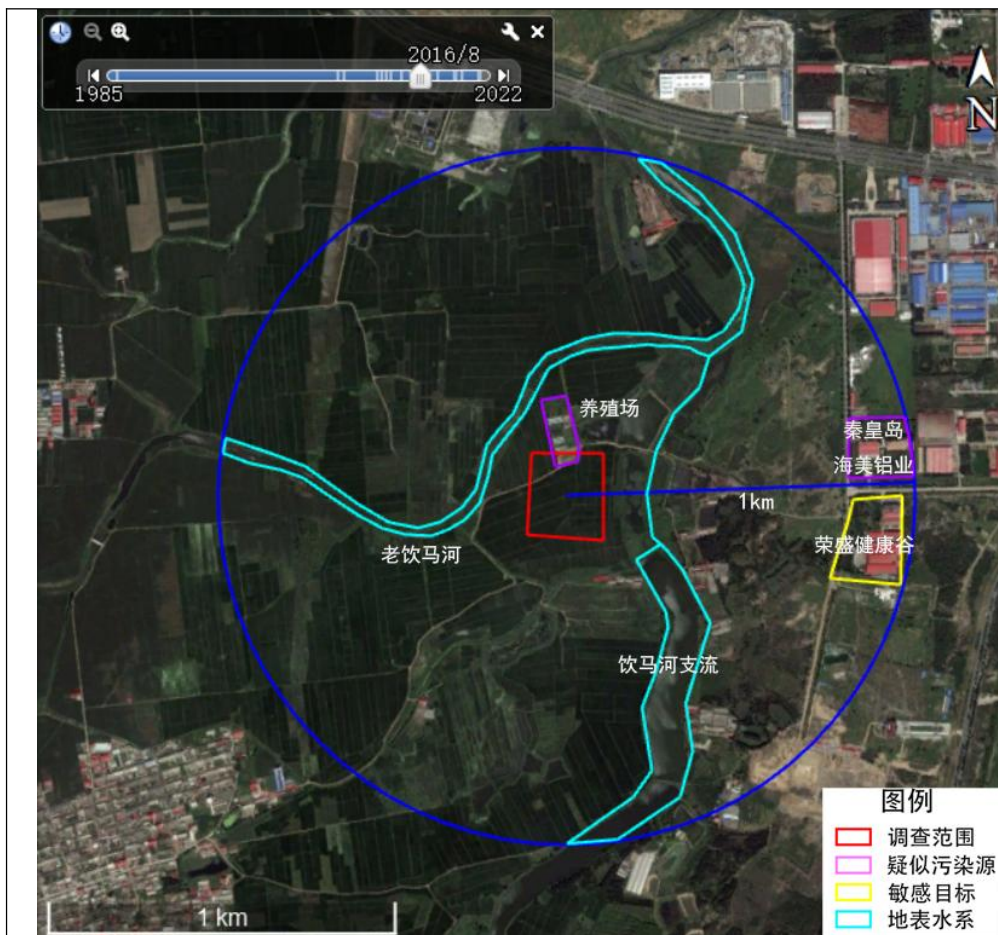 2016/8
1985
2022
N
养殖场
秦皇岛
海美铝业
1km
荣盛健康谷
老饮马河
饮马河支流
图例
调查范围
疑似污染源
敏感目标
地表水系
1 km